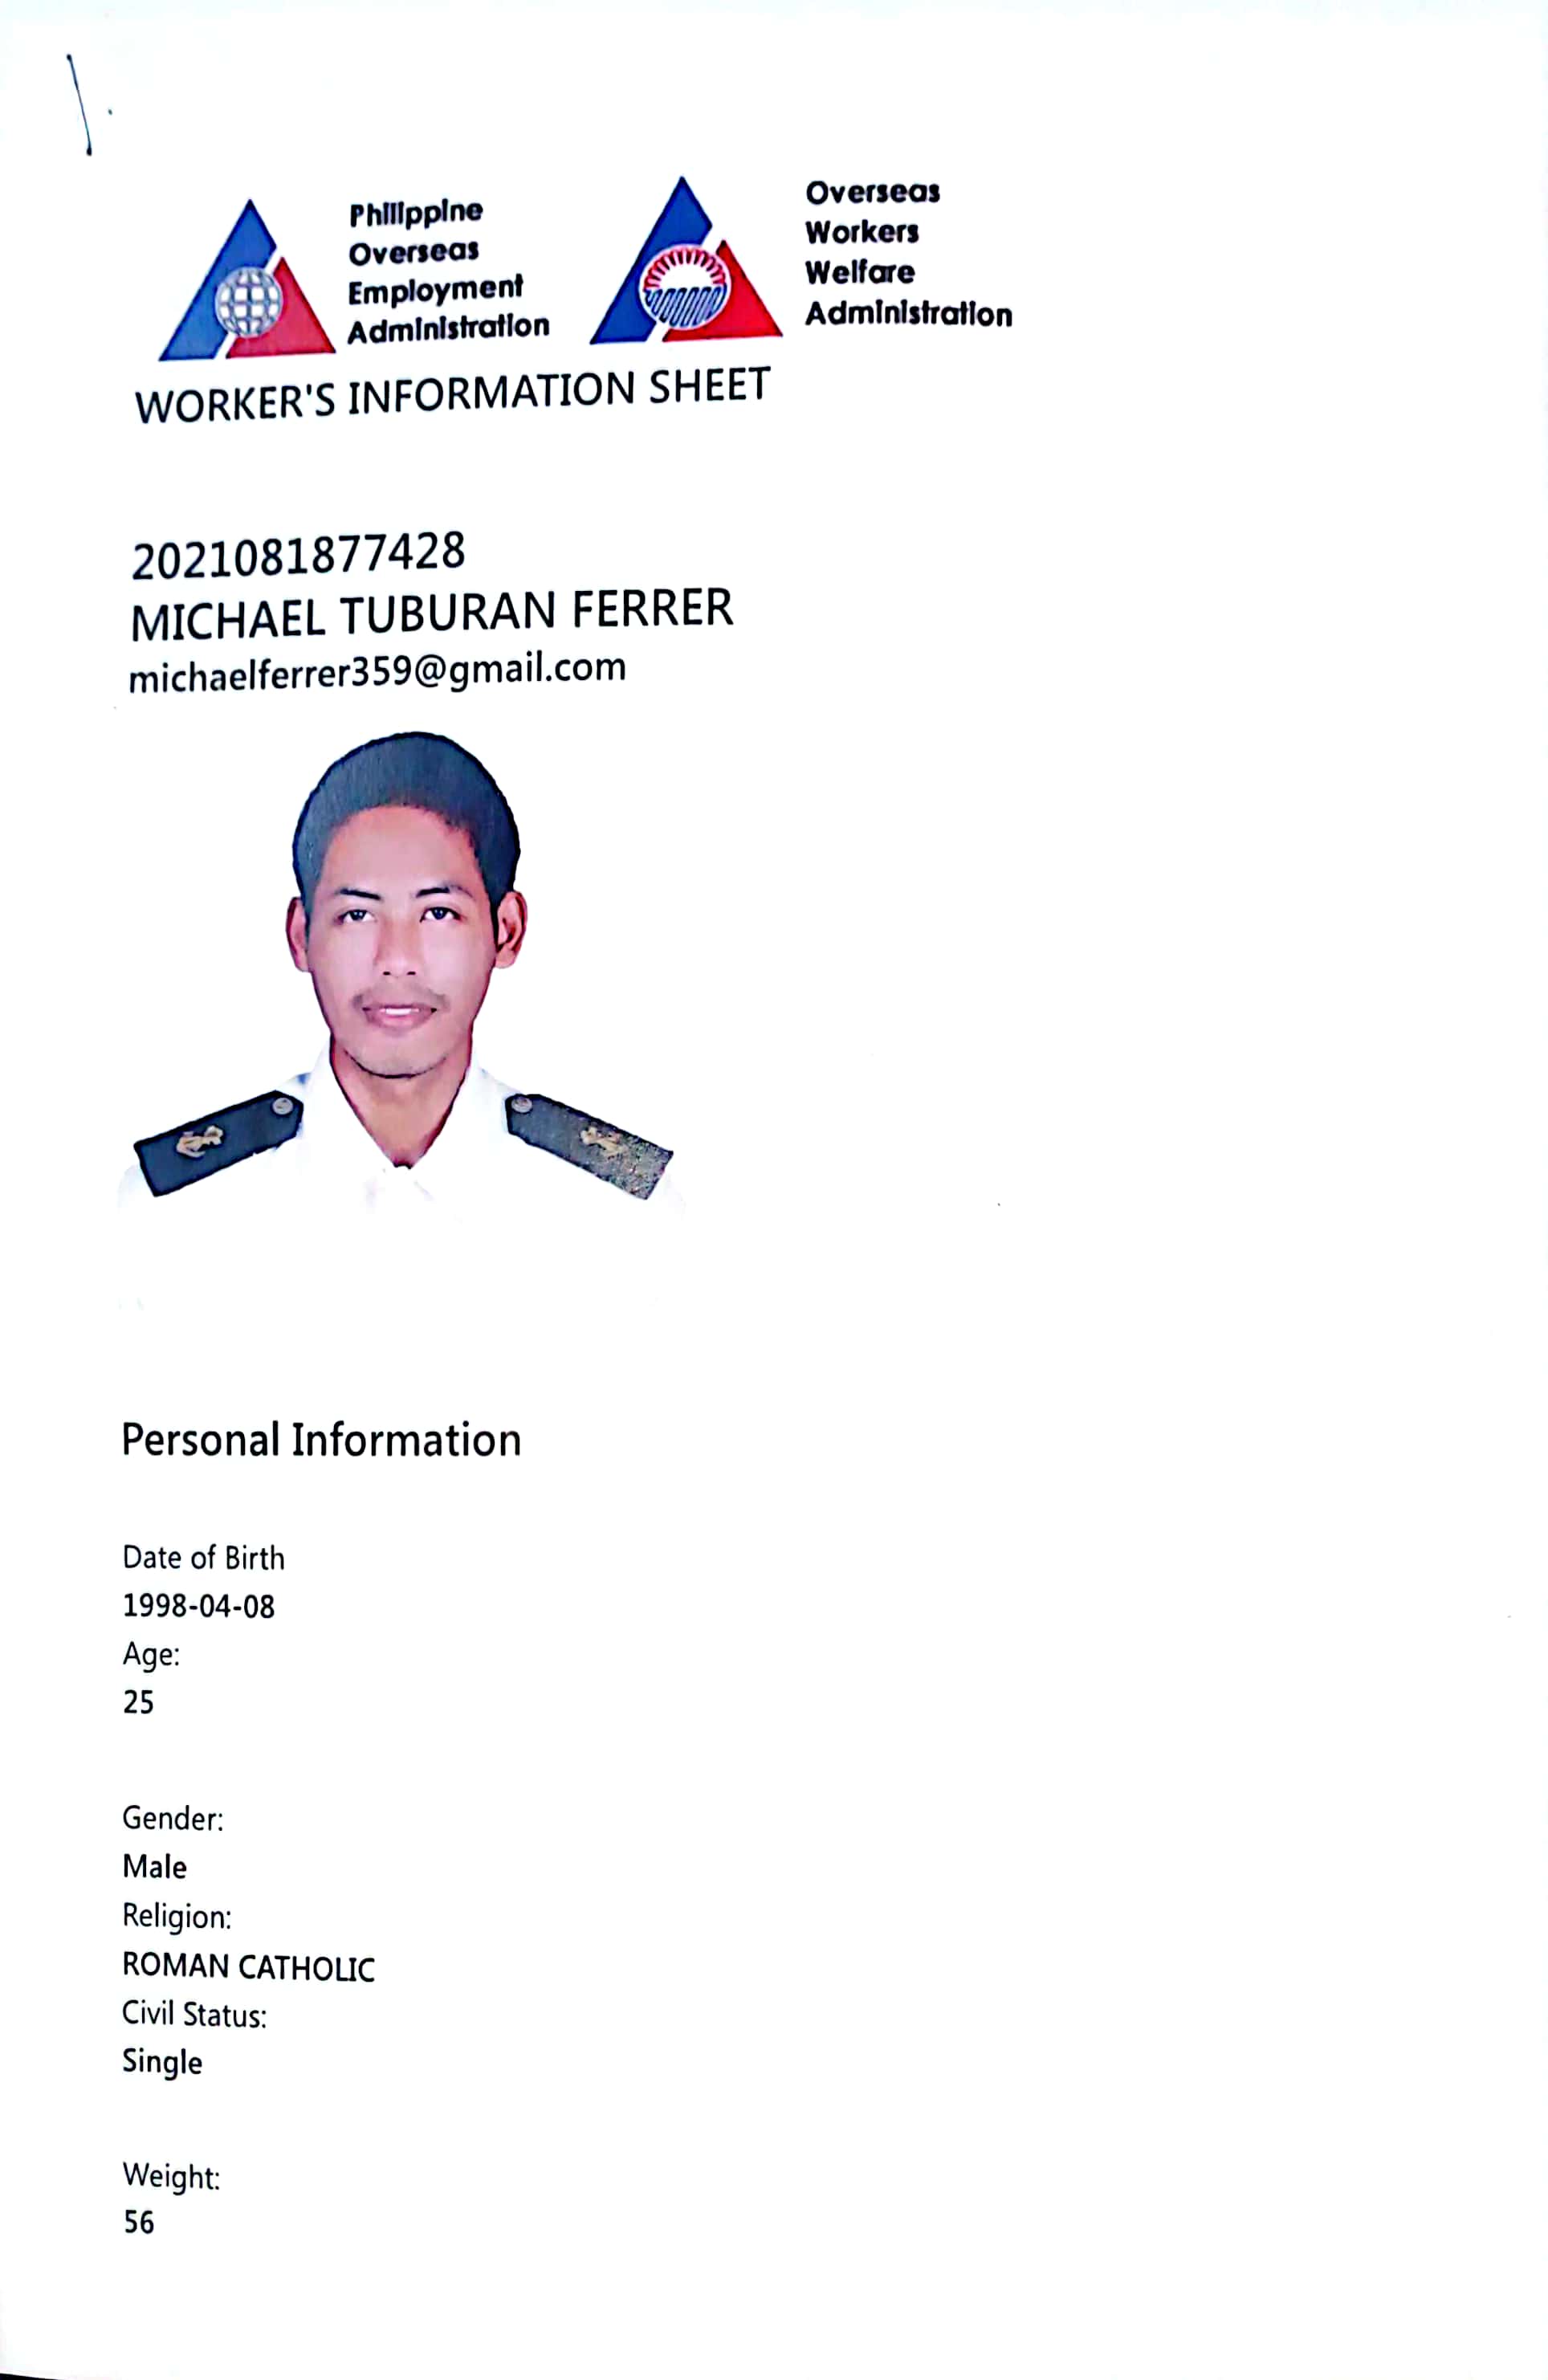 Philippine
Overseas
Employment
Administration
Overseas
Workers
Welfare
Administration
WORKER'S INFORMATION SHEET
2021081877428
MICHAEL TUBURAN FERRER
michaelferrer359@gmail.com
Personal Information
Date of Birth
1998-04-08
Age:
25
Gender:
Male
Religion:
ROMAN CATHOLIC
Civil Status:
Single
Weight:
56